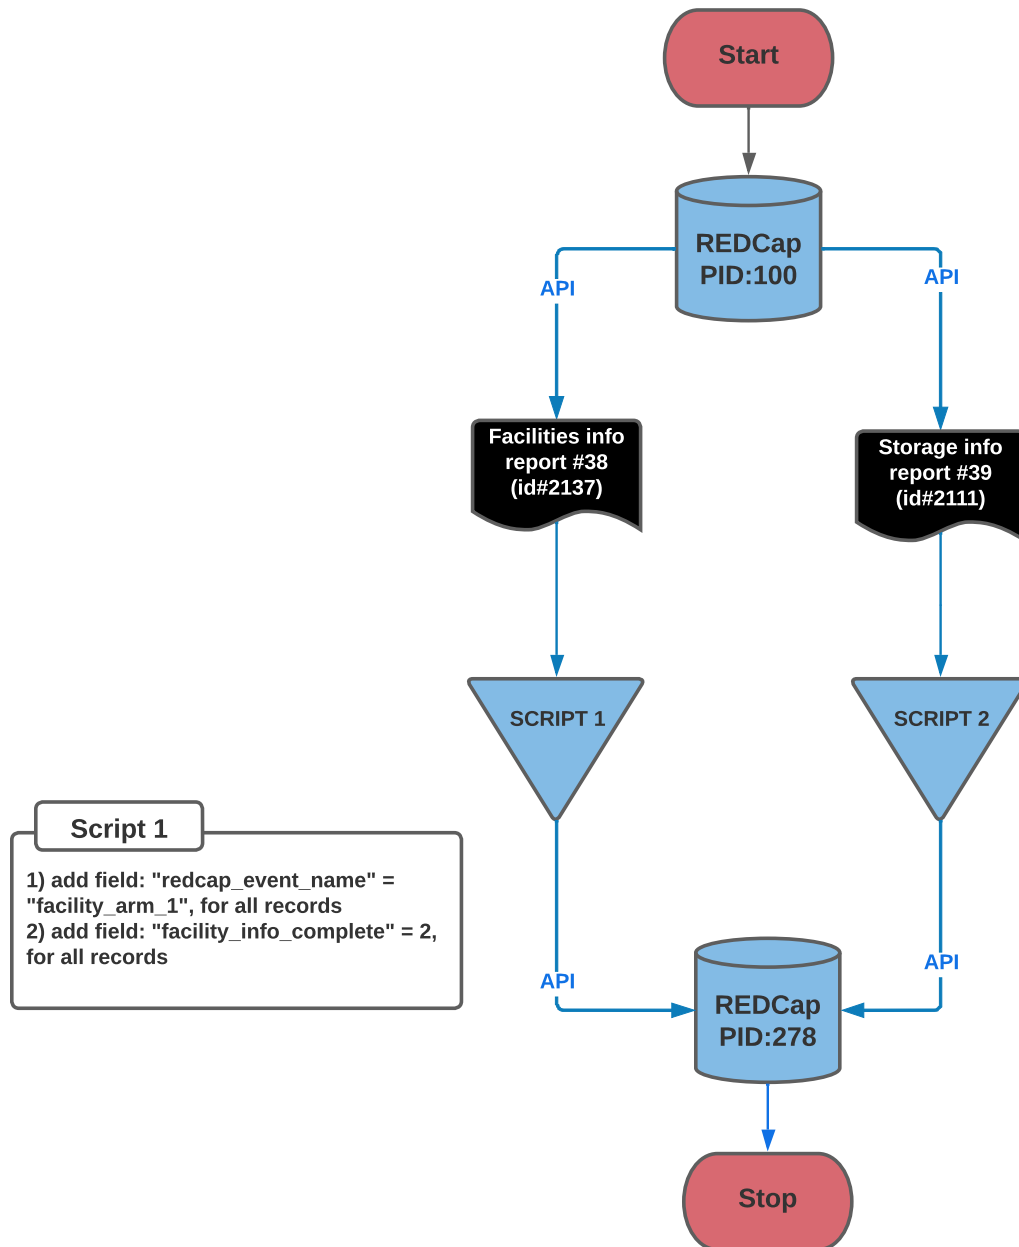 Start
REDCap
PID:100
API
API
Facilities info
report #38
(id#2137)
Storage info
report #39
(id#2111)
SCRIPT 1
SCRIPT 2
Script 1
1) add field: "redcap_event_name" =
"facility_arm_1", for all records
2) add field: "facility_info_complete" = 2,
for all records
API
API
REDCap
PID:278
Stop